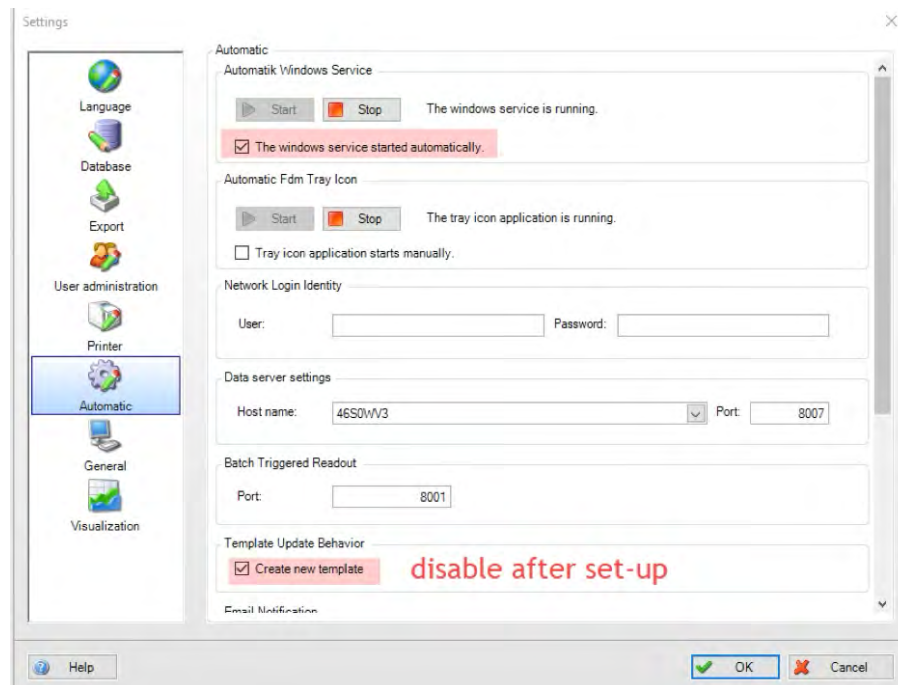 Settings
Language
Database
Export
User administration
Printer
Automatic
General
Visualization
Automatic
Automatik Windows Service
Start Stop The windows service is running.
The windows service started automatically.
Automatic Fdm Tray Icon
Start Stop The tray icon application is running.
Tray icon application starts manually.
Network Login Identity
User: Password:
Data server settings
Host name: 46S0WV3 Port: 8007
Batch Triggered Readout
Port: 8001
Template Update Behavior
Create new template disable after set-up
Email Notification
Help OK Cancel